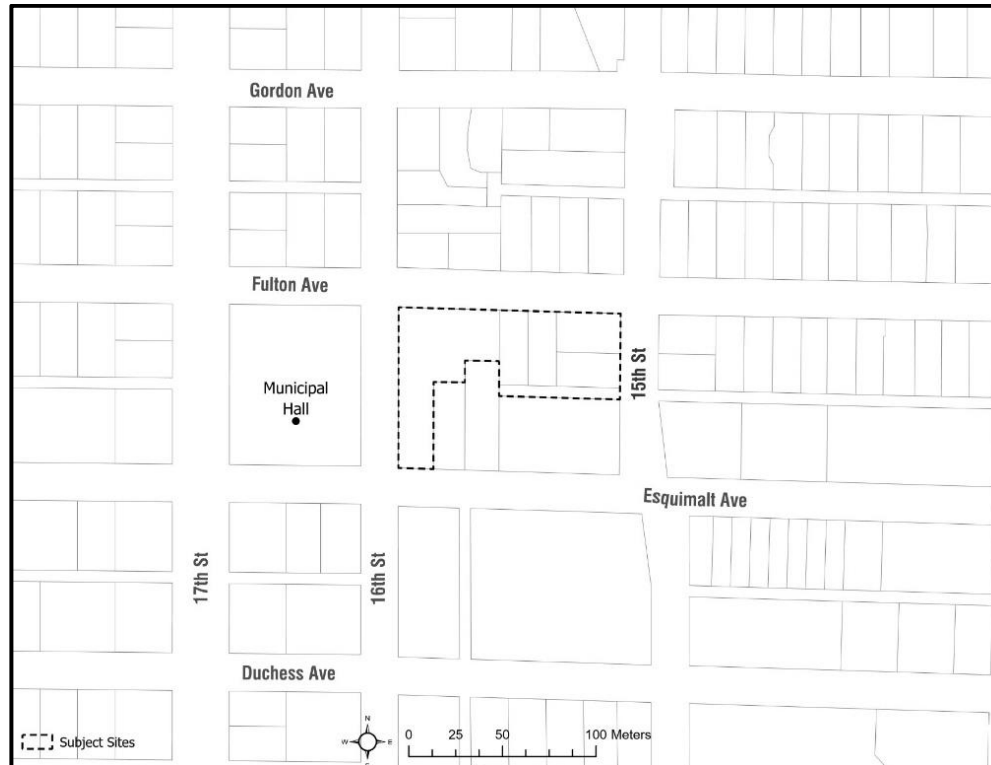 Gordon Ave
Fulton Ave
Municipal
Hall
15th St
Esquimalt Ave
17th St
16th St
Duchess Ave
Subject Sites
N
W
E
S
0 25 50 100 Meters